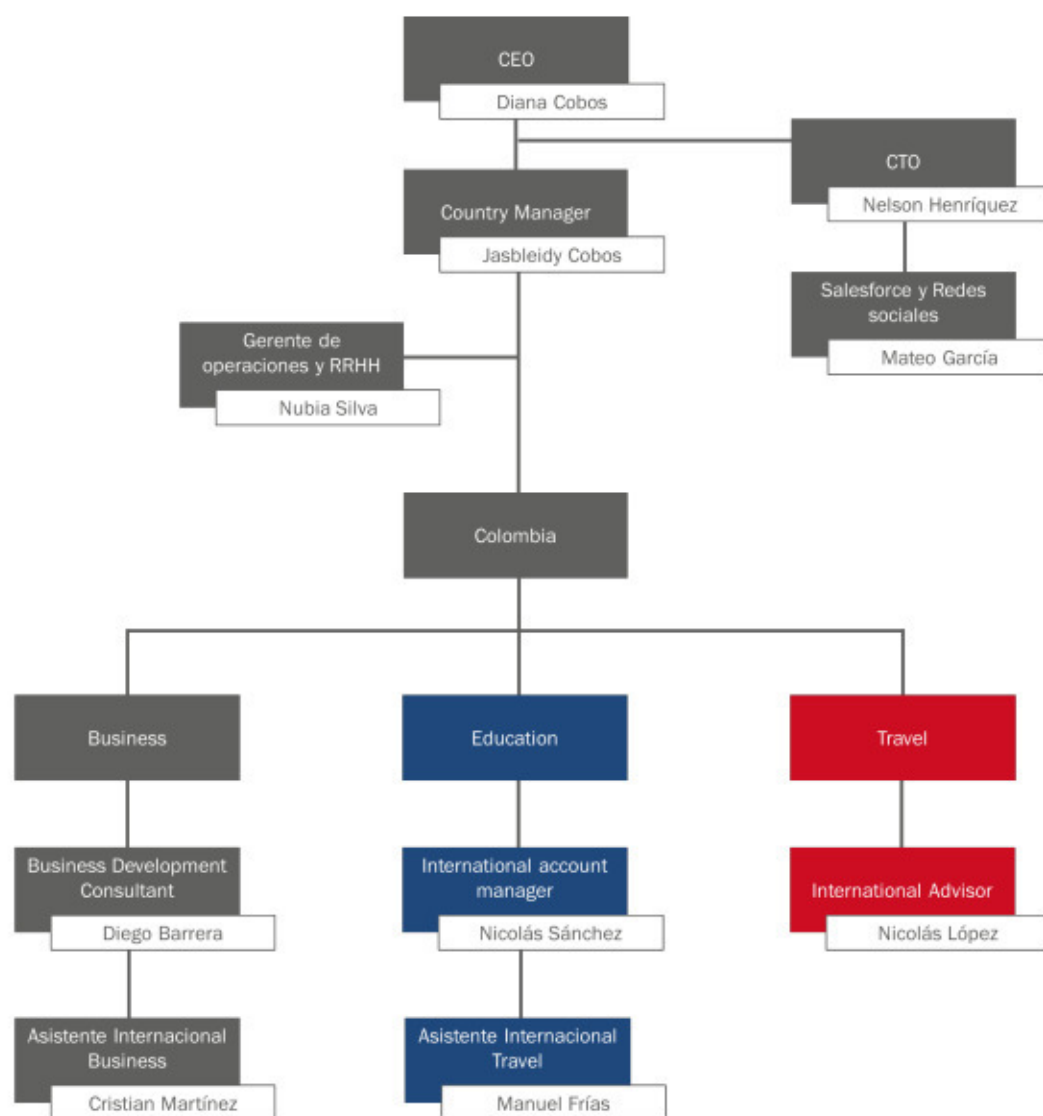 CEO
Diana Cobos
CTO
Nelson Henríquez
Country Manager
Jasbleidy Cobos
Salesforce y Redes
sociales
Mateo García
Gerente de
operaciones y RRHH
Nubia Silva
Colombia
Business
Education
Travel
Business Development
Consultant
Diego Barrera
International account
manager
Nicolás Sánchez
International Advisor
Nicolás López
Asistente Internacional
Business
Cristian Martínez
Asistente Internacional
Travel
Manuel Frías